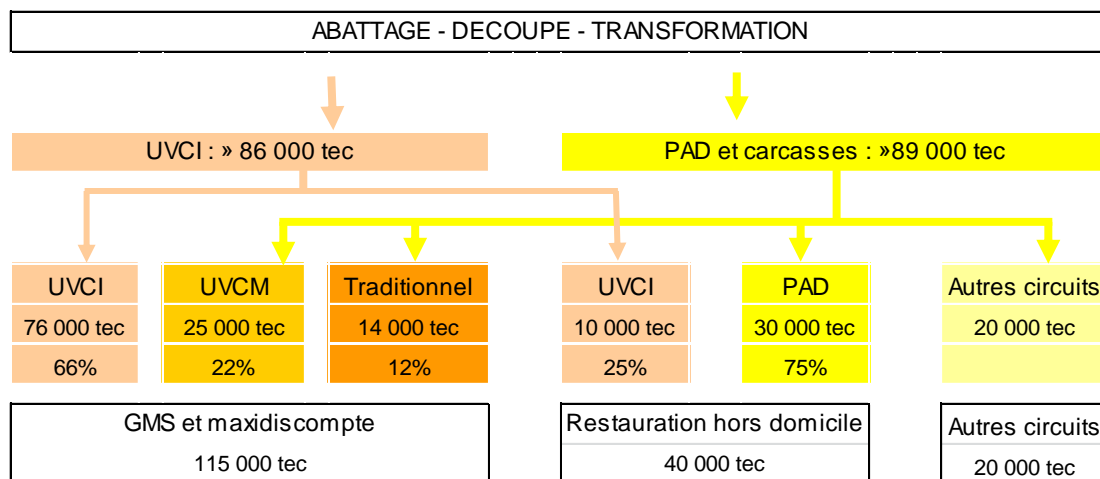 ABATTAGE - DECOUPE - TRANSFORMATION
UVCI : » 86 000 tec
PAD et carcasses : »89 000 tec
UVCI
UVCM
Traditionnel
UVCI
PAD
Autres circuits
76 000 tec
25 000 tec
14 000 tec
10 000 tec
30 000 tec
20 000 tec
66%
22%
12%
25%
75%
GMS et maxidiscompte
Restauration hors domicile
Autres circuits
115 000 tec
40 000 tec
20 000 tec